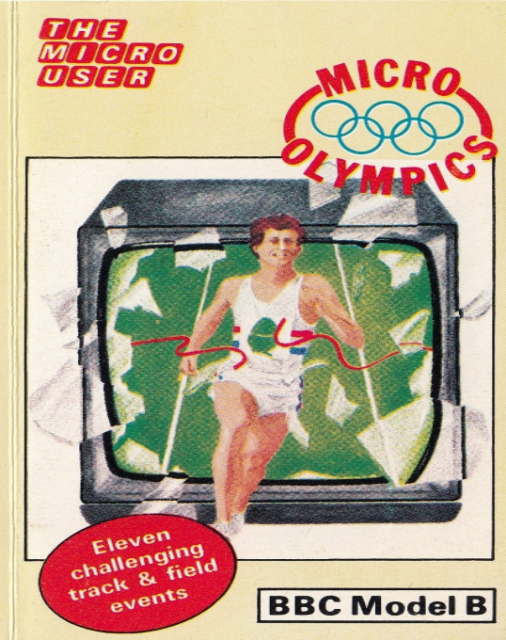 THE
MICRO
USER
MICRO
OLYMPICS
Eleven
challenging
track & field
events
BBC Model B